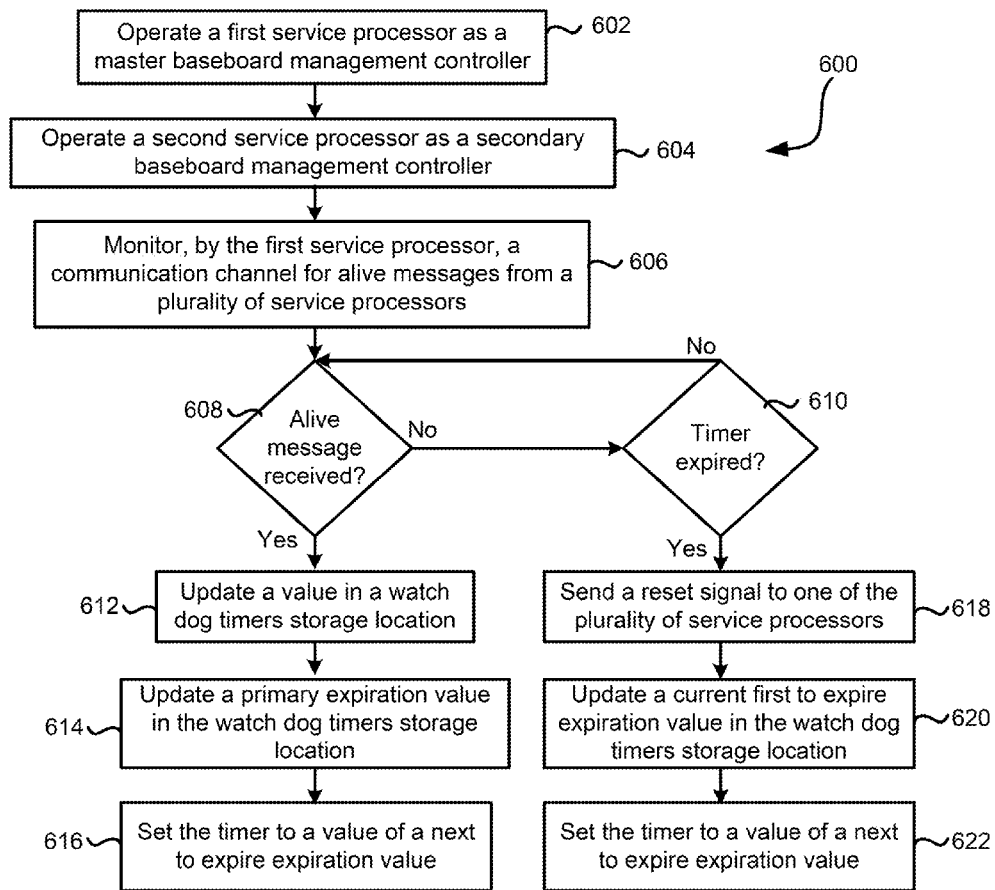 Operate a first service processor as a
master baseboard management controller
602
600
Operate a second service processor as a secondary
baseboard management controller
604
Monitor, by the first service processor, a
communication channel for alive messages from a
plurality of service processors
606
No
608
Alive
message
received?
No
610
Timer
expired?
Yes
Yes
612
Update a value in a watch
dog timers storage location
Send a reset signal to one of the
plurality of service processors
618
614
Update a primary expiration value
in the watch dog timers storage
location
Update a current first to expire
expiration value in the watch dog
timers storage location
620
616
Set the timer to a value of a next
to expire expiration value
Set the timer to a value of a next
to expire expiration value
622